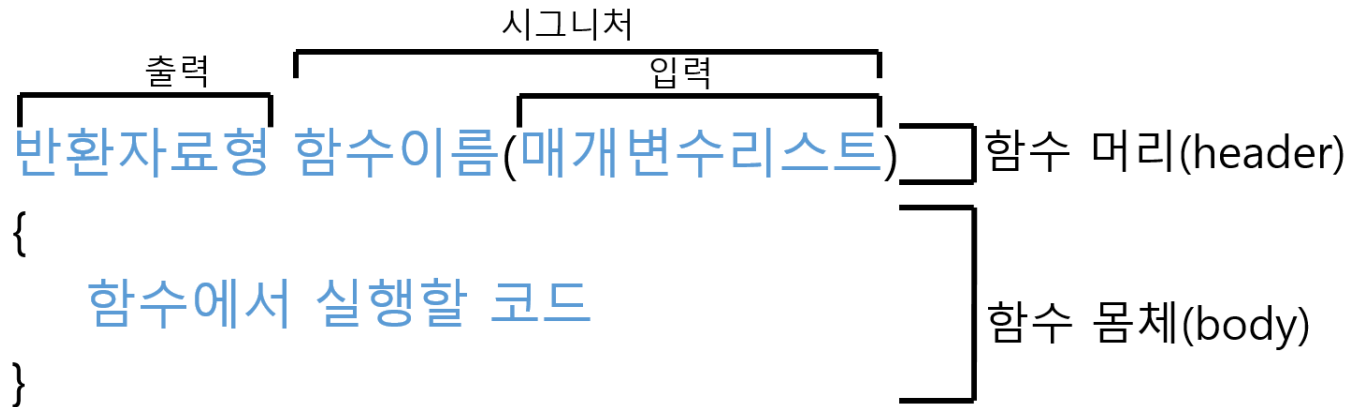 시그니처
출력 입력
반환자료형 함수이름(매개변수리스트) 함수 머리(header)
{
함수에서 실행할 코드
함수 몸체(body)
}